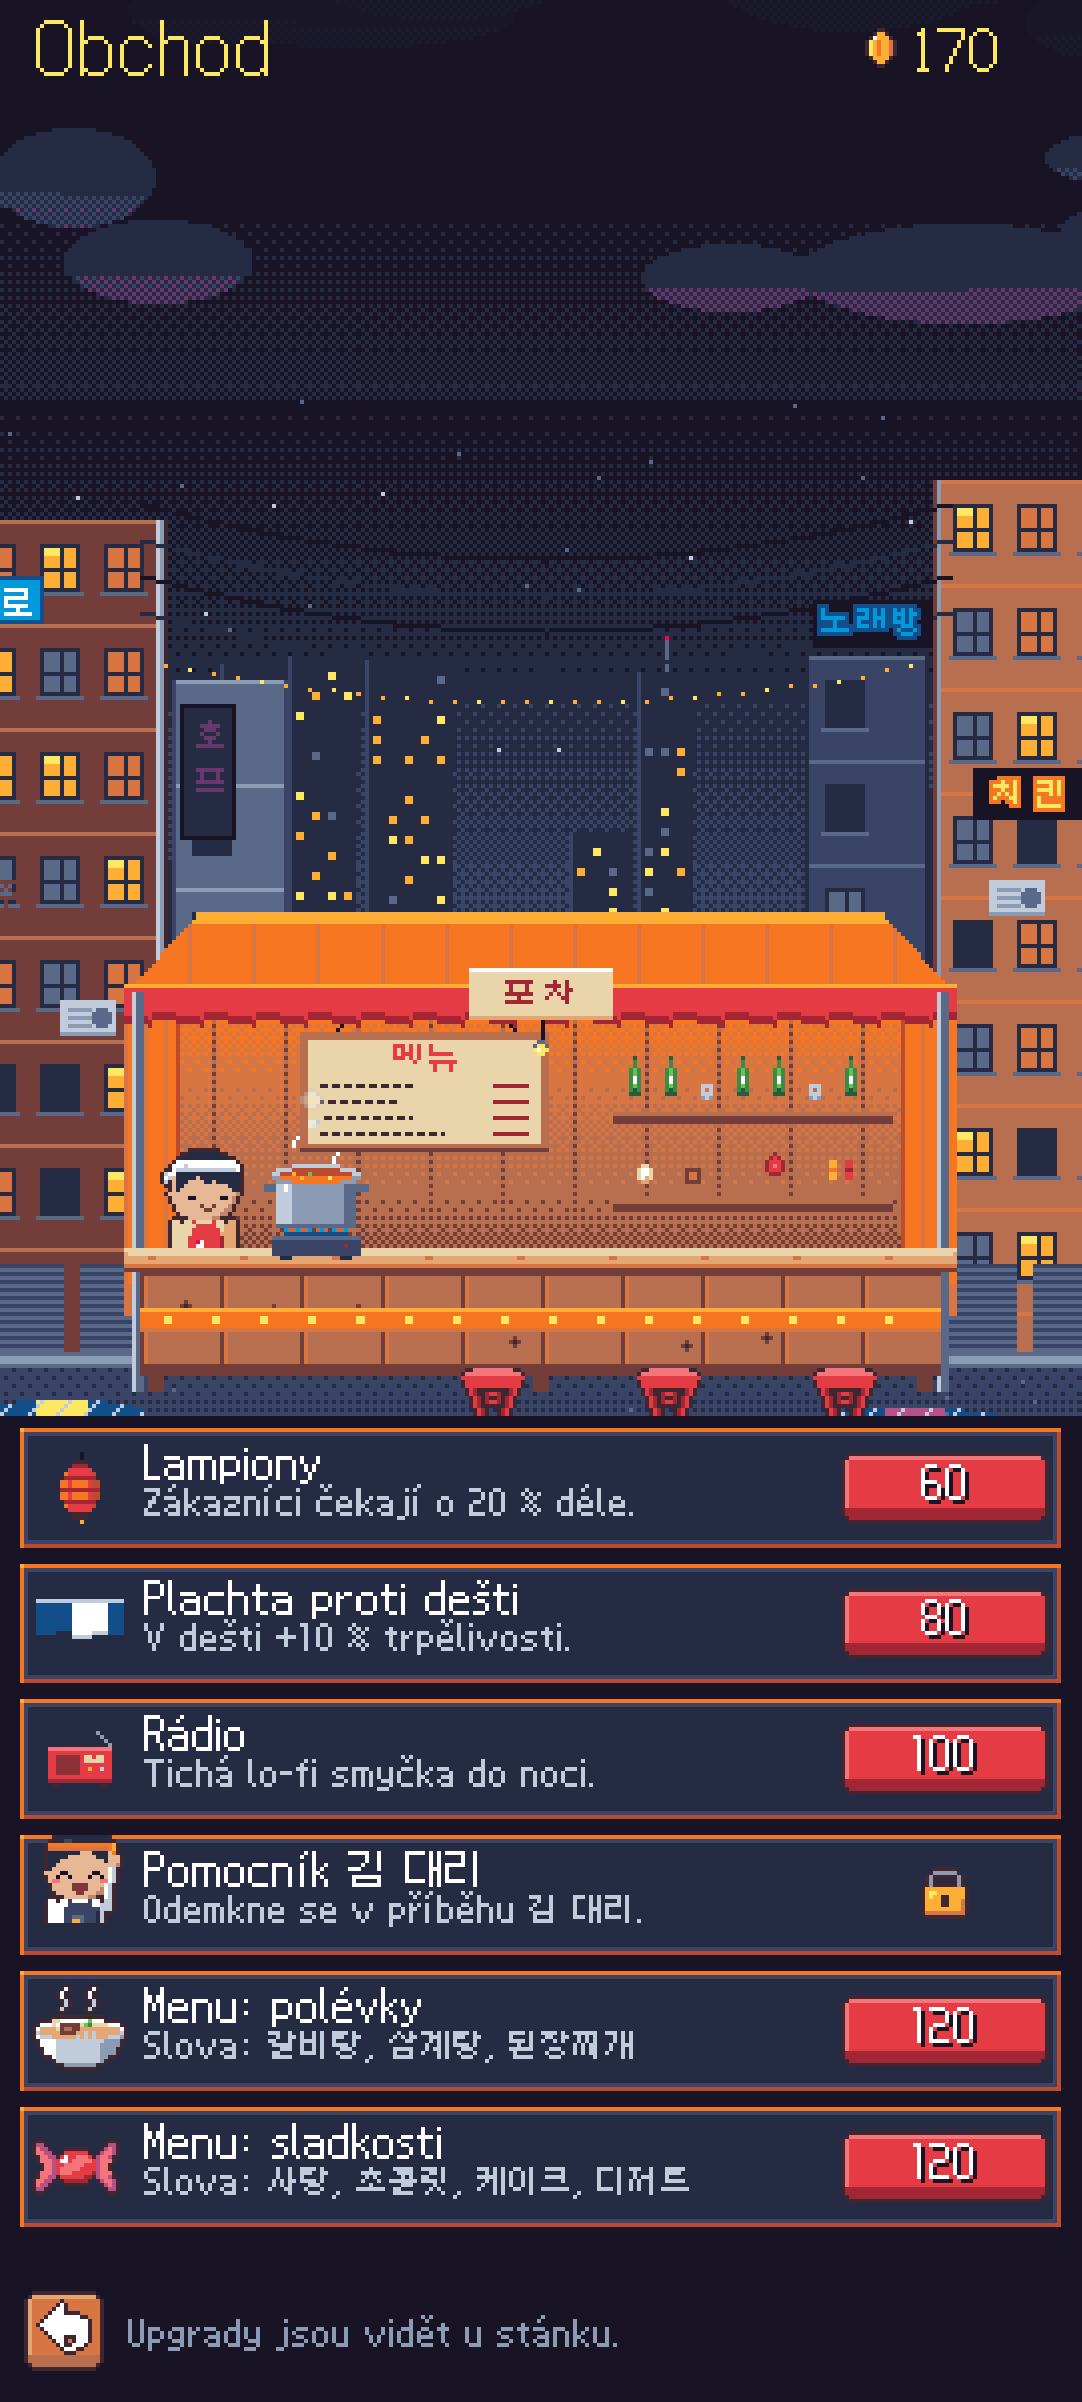 Obchod
170
로
노래방
호프
치킨
포차
메뉴
Lampiony
Zákazníci čekají o 20 % déle.
60
Plachta proti dešti
V dešti +10 % trpělivosti.
80
Rádio
Tichá lo-fi smyčka do noci.
100
Pomocník 김 대리
Odemkne se v příběhu 김 대리.
Menu: polévky
Slova: 갈비탕, 삼계탕, 된장찌개
120
Menu: sladkosti
Slova: 사탕, 초콜릿, 케이크, 디저트
120
Upgrady jsou vidět u stánku.